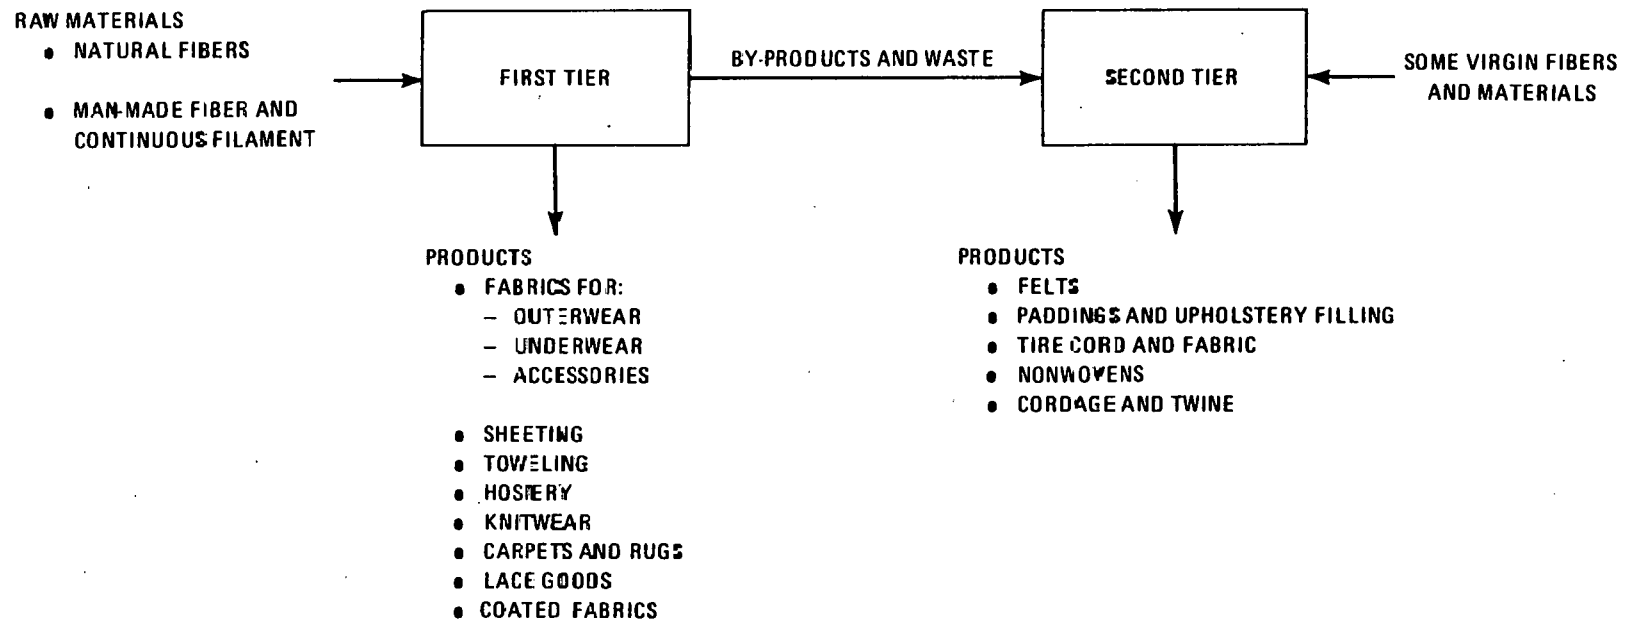 RAW MATERIALS
• NATURAL FIBERS
• MAN-MADE FIBER AND
CONTINUOUS FILAMENT
FIRST TIER
BY-PRODUCTS AND WASTE
SECOND TIER
SOME VIRGIN FIBERS
AND MATERIALS
PRODUCTS
• FABRICS FOR:
– OUTERWEAR
– UNDERWEAR
– ACCESSORIES
• SHEETING
• TOWELING
• HOSIERY
• KNITWEAR
• CARPETS AND RUGS
• LACE GOODS
• COATED FABRICS
PRODUCTS
• FELTS
• PADDINGS AND UPHOLSTERY FILLING
• TIRE CORD AND FABRIC
• NONWOVENS
• CORDAGE AND TWINE